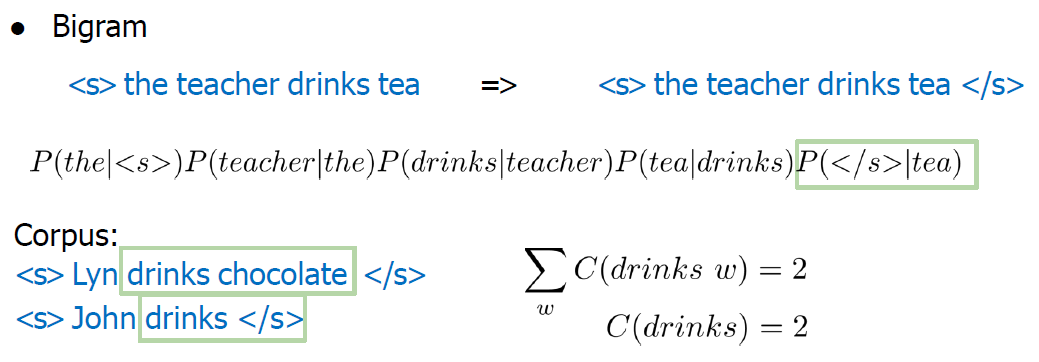 • Bigram
<s> the teacher drinks tea => <s> the teacher drinks tea </s>
P(the|<s>)P(teacher|the)P(drinks|teacher)P(tea|drinks)P(</s>|tea)
Corpus:
<s> Lyn drinks chocolate </s>
<s> John drinks </s>
∑_w C(drinks w) = 2
C(drinks) = 2